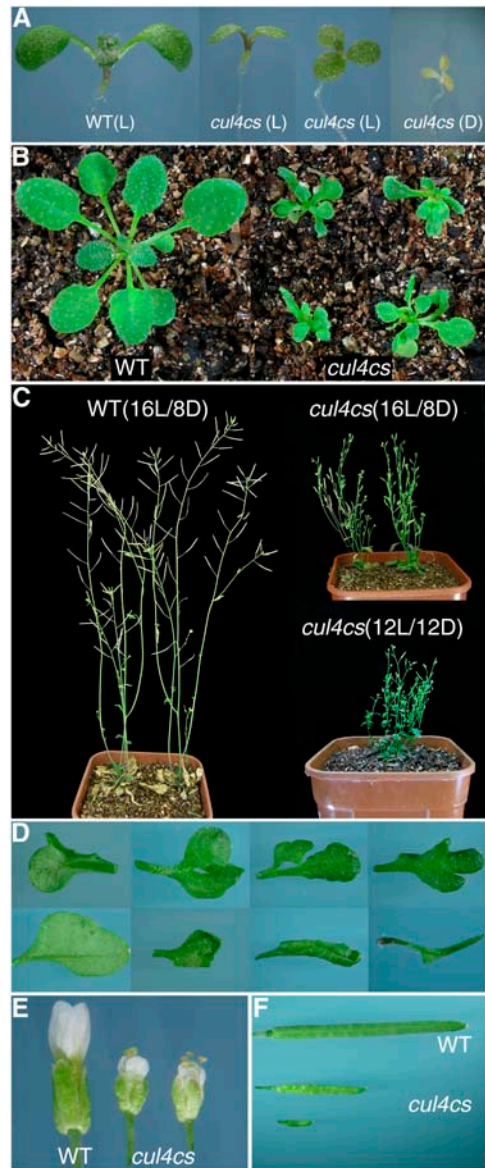 A
WT(L)
cul4cs (L)
cul4cs (L)
cul4cs (D)
B
WT
cul4cs
C
WT(16L/8D)
cul4cs(16L/8D)
cul4cs(12L/12D)
D
E
WT
cul4cs
F
WT
cul4cs